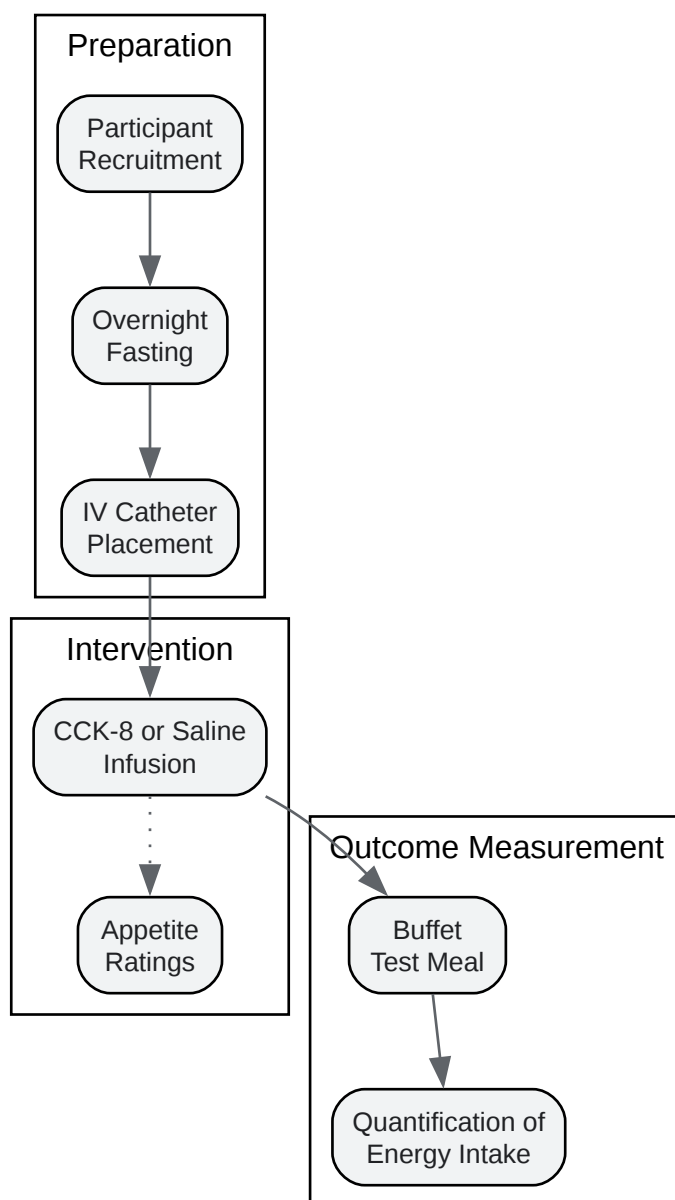 Preparation
Participant
Recruitment
Overnight
Fasting
IV Catheter
Placement
Intervention
CCK-8 or Saline
Infusion
Appetite
Ratings
Outcome Measurement
Buffet
Test Meal
Quantification of
Energy Intake